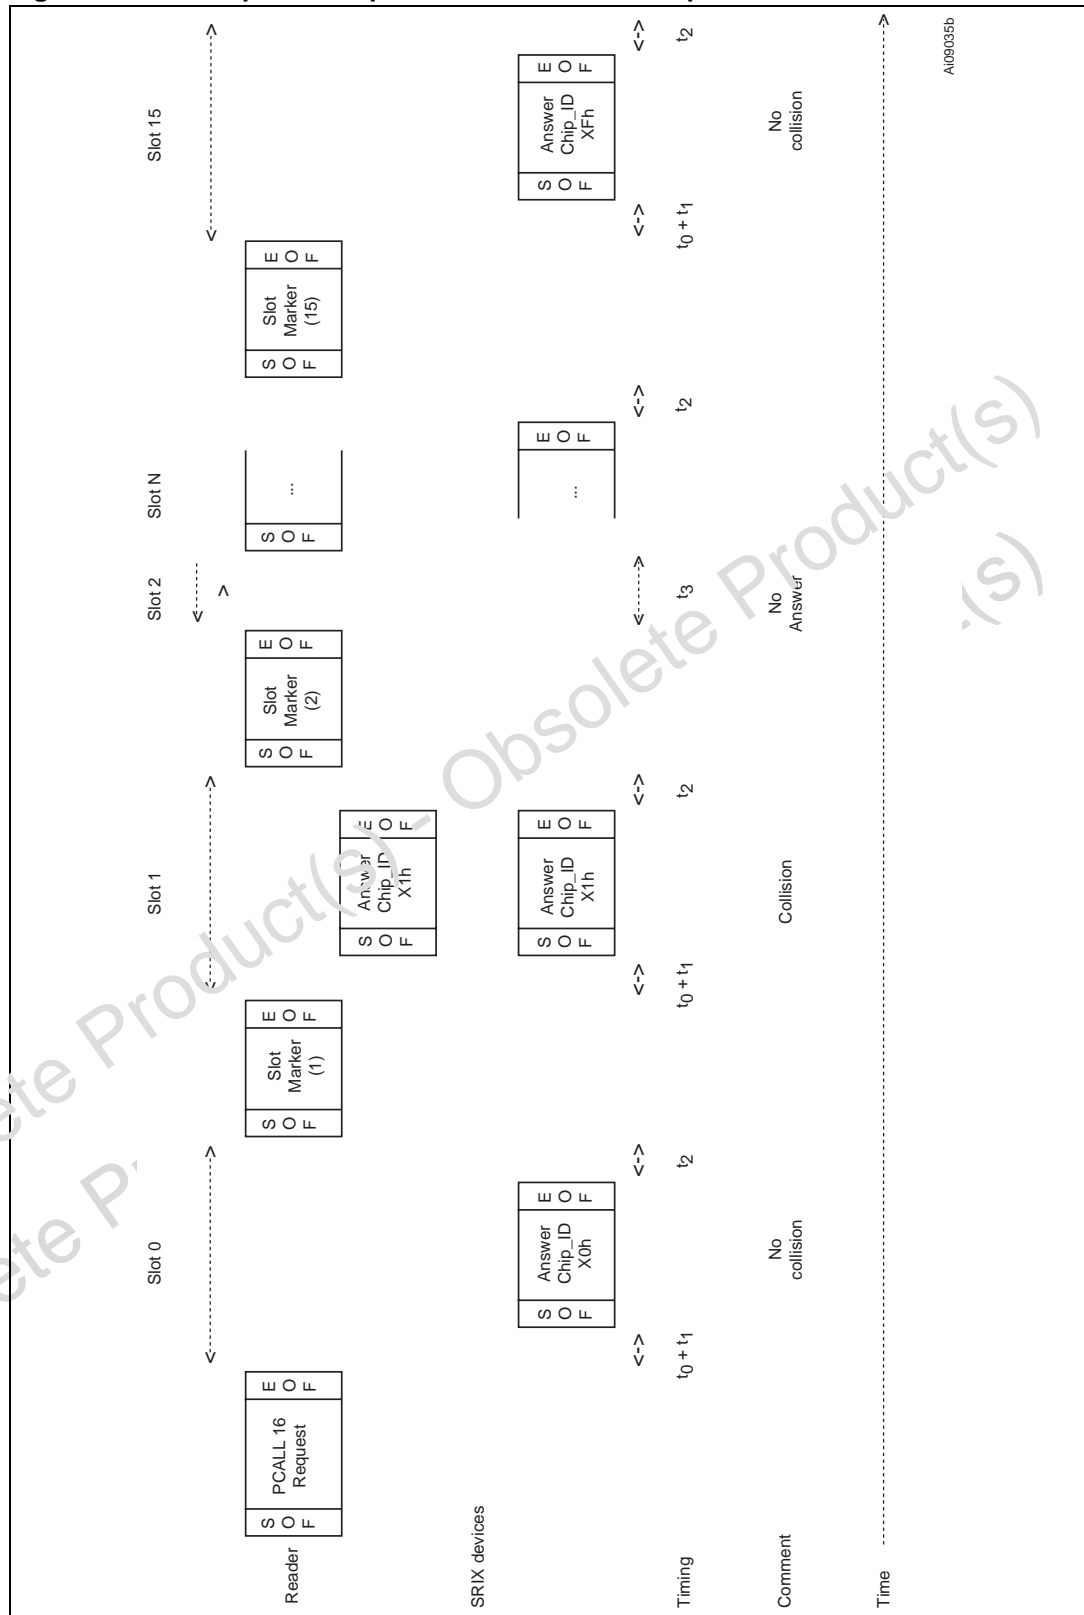 Slot 0
Slot 1
Slot 2
Slot N
Slot 15
Reader
S O F
PCALL 16
Request
E O F
S O F
Slot
Marker
(1)
E O F
S O F
Slot
Marker
(2)
E O F
S O F
...
S O F
Slot
Marker
(15)
E O F
SRIX devices
S O F
Answer
Chip_ID
X1h
E O F
S O F
Answer
Chip_ID
X0h
E O F
S O F
Answer
Chip_ID
X1h
E O F
...
E O F
S O F
Answer
Chip_ID
XFh
E O F
Timing
t0 + t1
t2
t0 + t1
t2
t3
t2
t0 + t1
t2
Comment
No
collision
Collision
No
Answer
No
collision
Time
Ai09035b
ete Product(s) - Obsolete Product(s)